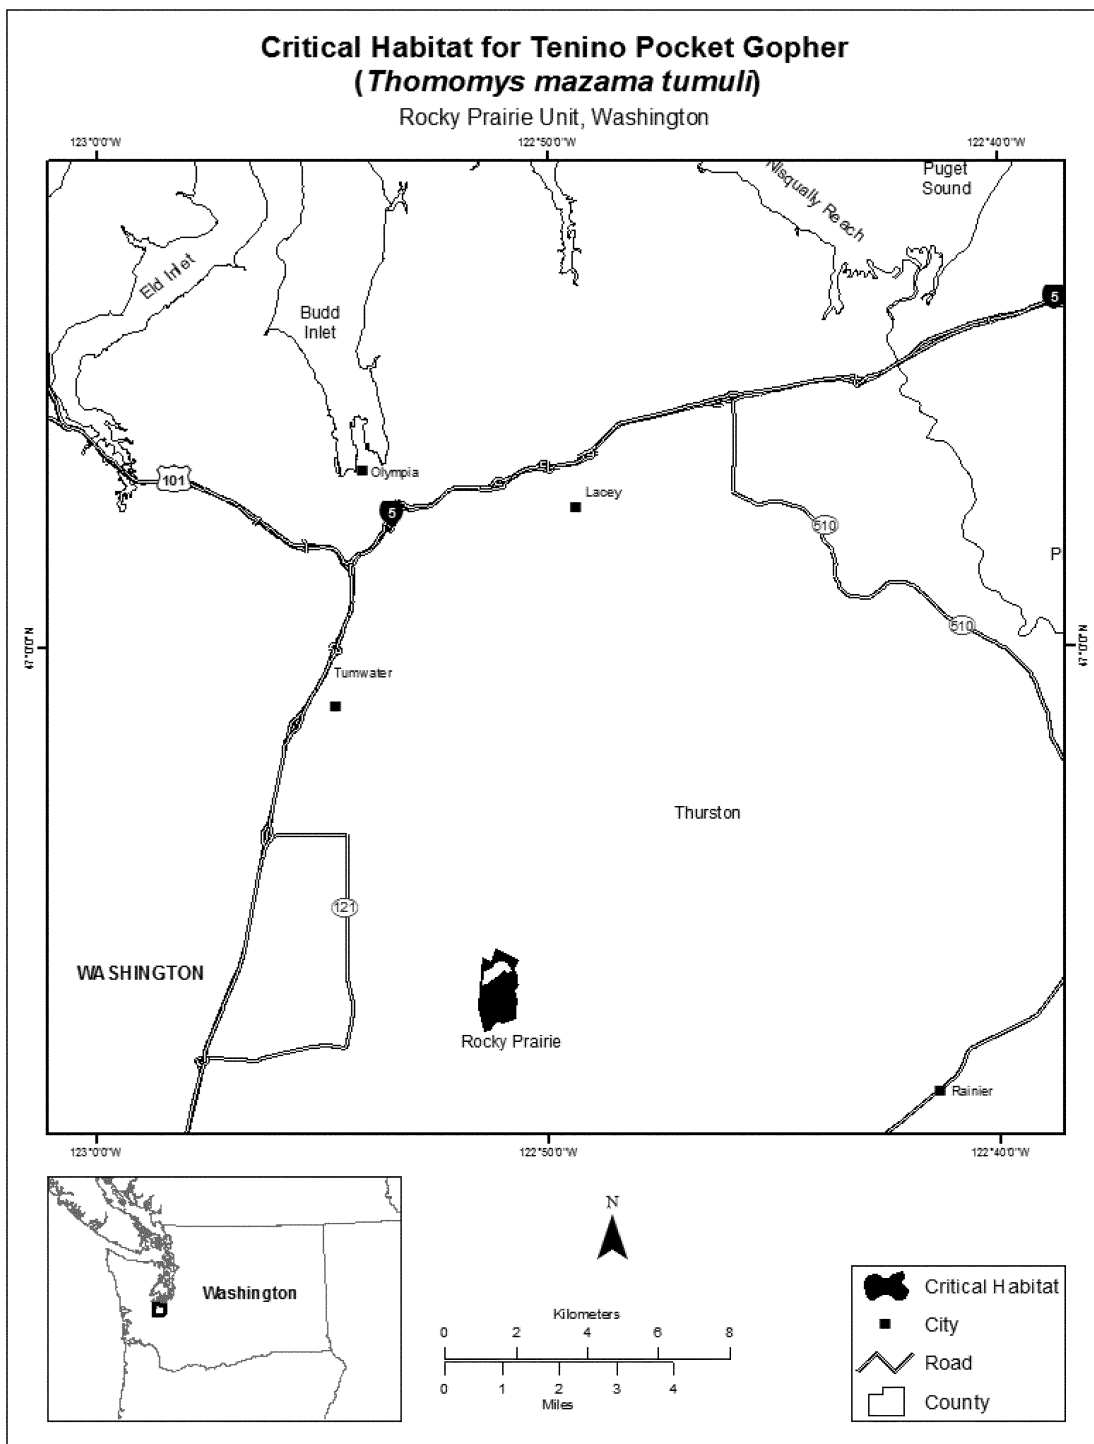 Critical Habitat for Tenino Pocket Gopher
(Thomomys mazama tumuli)
Rocky Prairie Unit, Washington
123°0'0"W
122°50'0"W
122°40'0"W
Nisqually Reach
Puget
Sound
Eld Inlet
Budd
Inlet
5
101
Olympia
5
Lacey
510
P
510
47°0'0"N
47°0'0"N
Tumwater
Thurston
121
WASHINGTON
Rocky Prairie
Rainier
123°0'0"W
122°50'0"W
122°40'0"W
Washington
N
Kilometers
0 2 4 6 8
0 1 2 3 4
Miles
Critical Habitat
City
Road
County